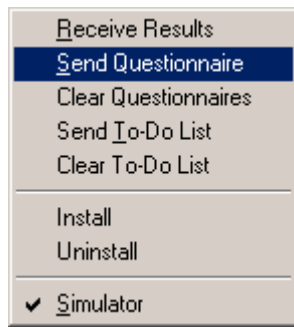 Receive Results
Send Questionnaire
Clear Questionnaires
Send To-Do List
Clear To-Do List
Install
Uninstall
Simulator